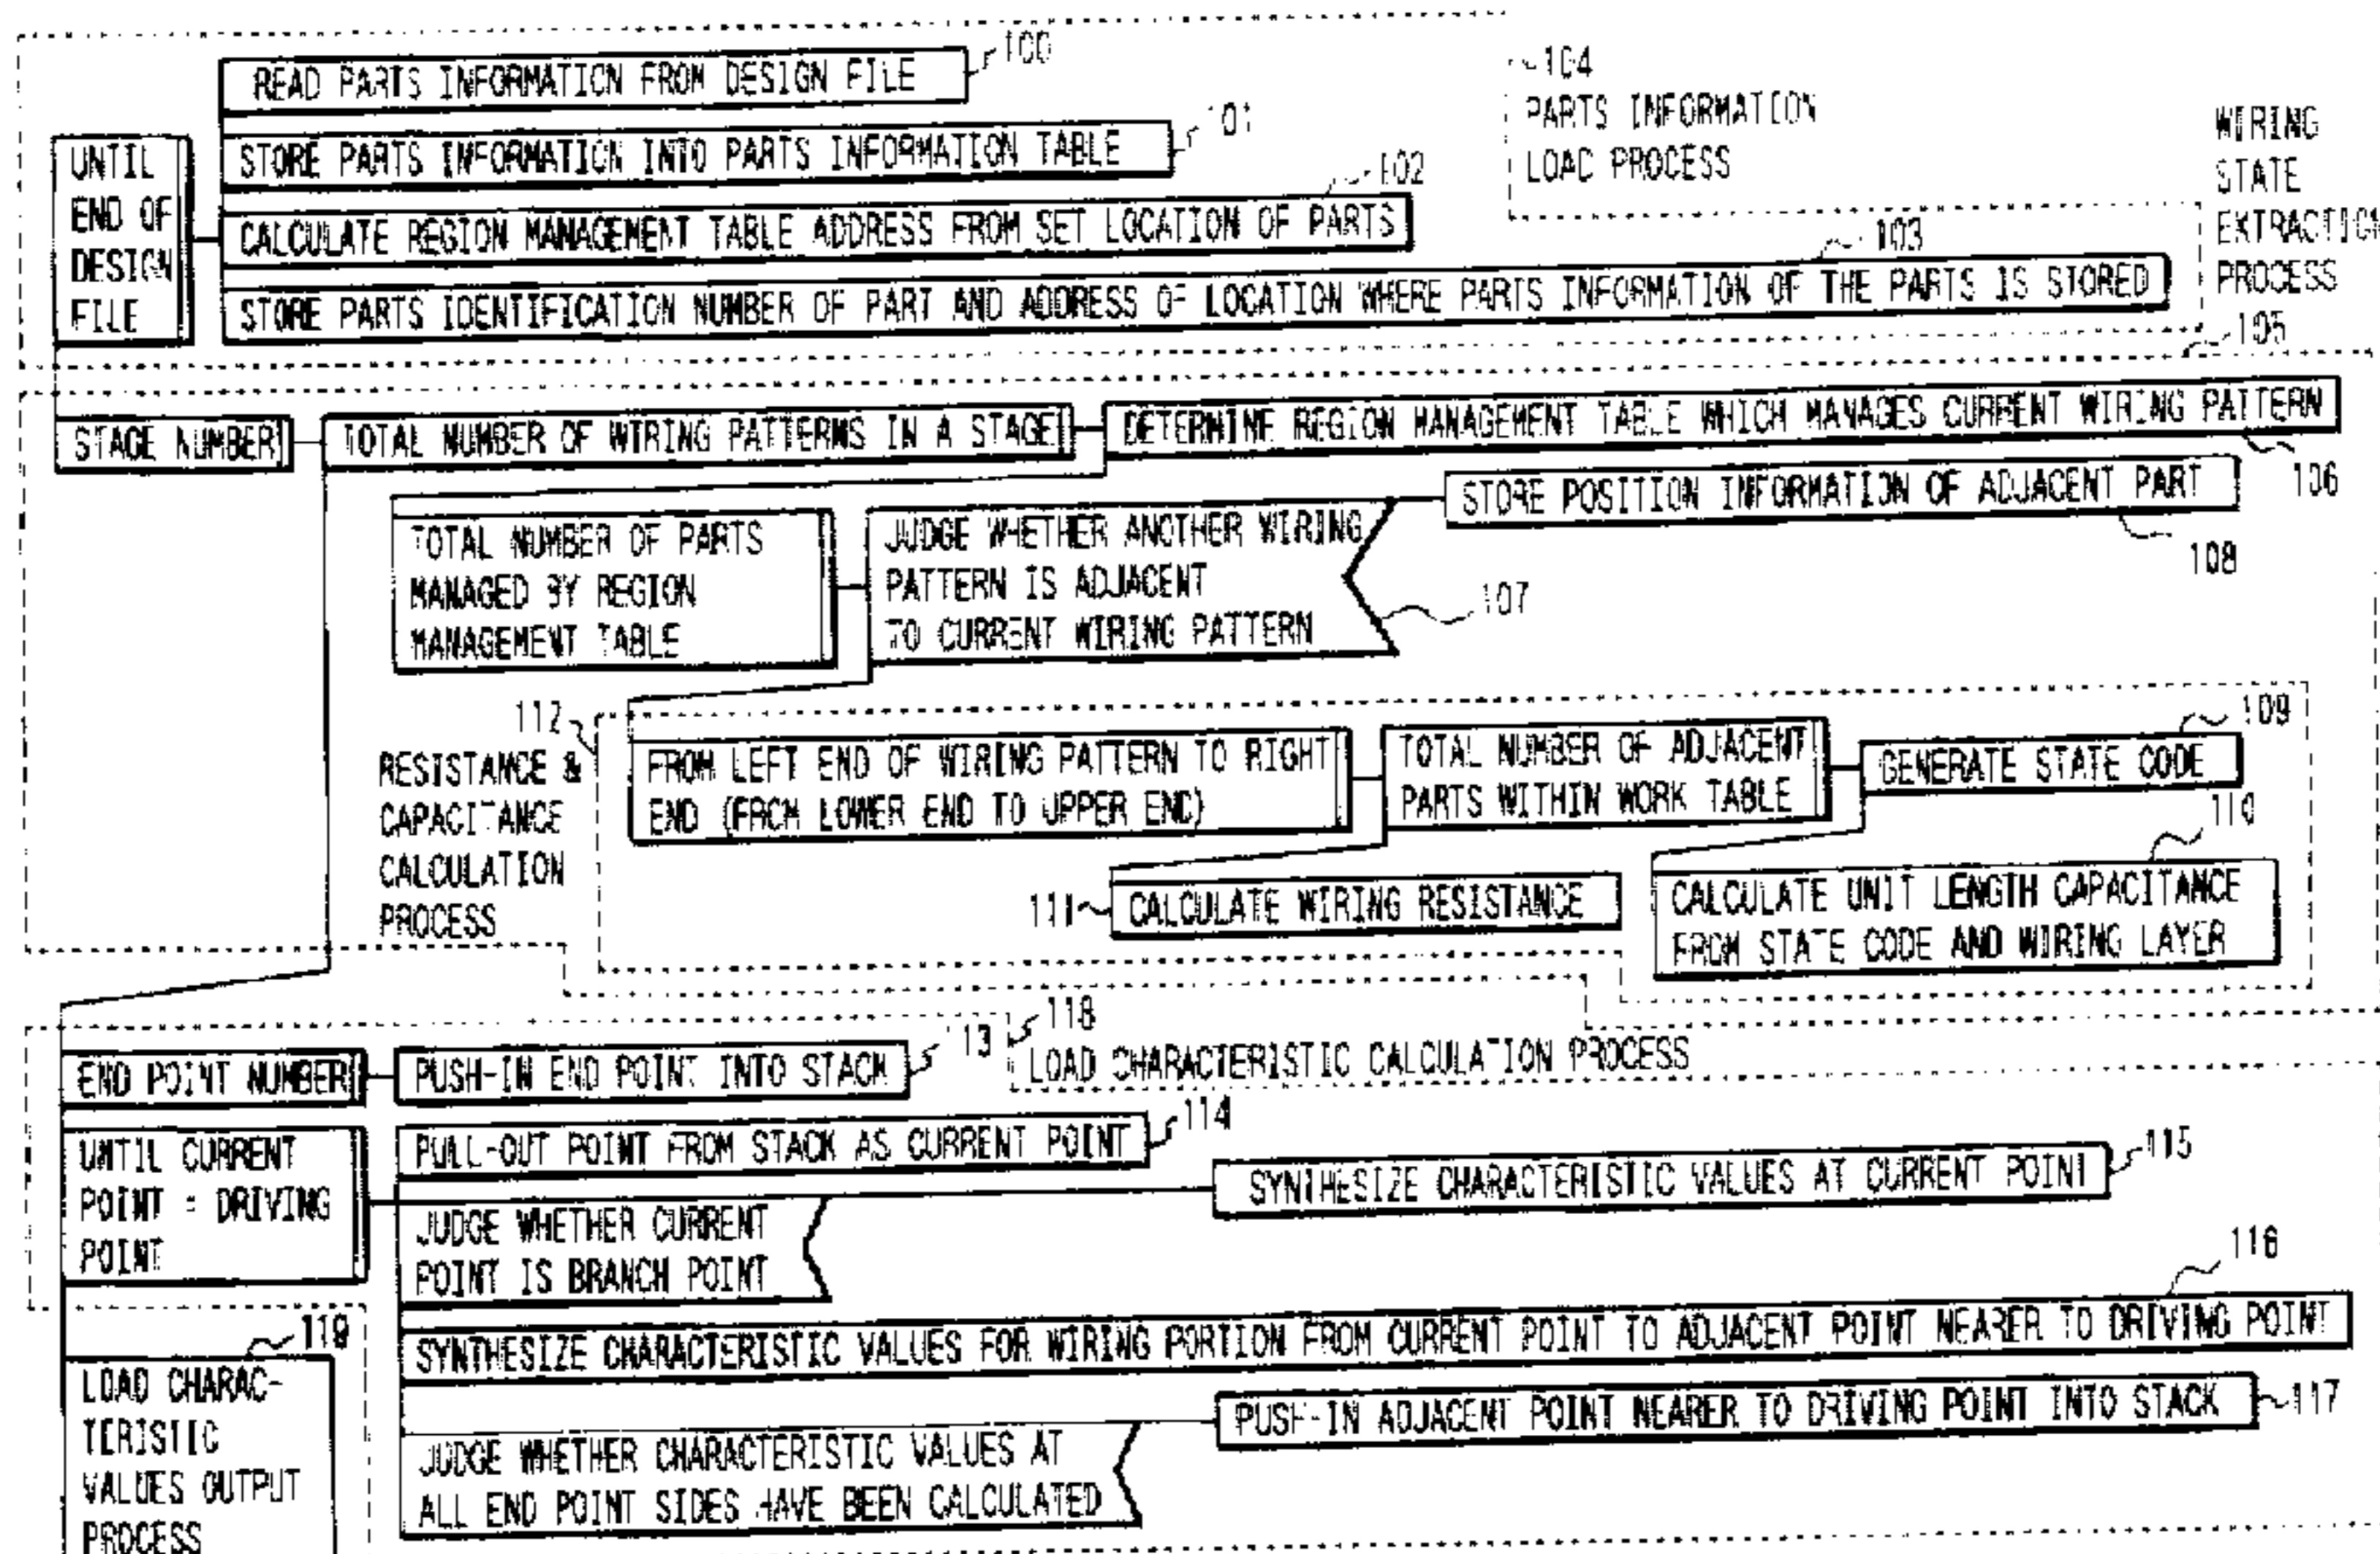 100
READ PARTS INFORMATION FROM DESIGN FILE
104
PARTS INFORMATION
LOAD PROCESS
101
STORE PARTS INFORMATION INTO PARTS INFORMATION TABLE
WIRING
STATE
EXTRACTION
PROCESS
UNTIL
END OF
DESIGN
FILE
102
CALCULATE REGION MANAGEMENT TABLE ADDRESS FROM SET LOCATION OF PARTS
103
STORE PARTS IDENTIFICATION NUMBER OF PART AND ADDRESS OF LOCATION WHERE PARTS INFORMATION OF THE PARTS IS STORED
105
STAGE NUMBER
TOTAL NUMBER OF WIRING PATTERNS IN A STAGE
DETERMINE REGION MANAGEMENT TABLE WHICH MANAGES CURRENT WIRING PATTERN
106
TOTAL NUMBER OF PARTS
MANAGED BY REGION
MANAGEMENT TABLE
JUDGE WHETHER ANOTHER WIRING
PATTERN IS ADJACENT
TO CURRENT WIRING PATTERN
107
STORE POSITION INFORMATION OF ADJACENT PART
108
112
RESISTANCE &
CAPACITANCE
CALCULATION
PROCESS
FROM LEFT END OF WIRING PATTERN TO RIGHT
END (FROM LOWER END TO UPPER END)
TOTAL NUMBER OF ADJACENT
PARTS WITHIN WORK TABLE
109
GENERATE STATE CODE
110
CALCULATE UNIT LENGTH CAPACITANCE
FROM STATE CODE AND WIRING LAYER
111
CALCULATE WIRING RESISTANCE
118
LOAD CHARACTERISTIC CALCULATION PROCESS
END POINT NUMBER
PUSH-IN END POINT INTO STACK
13
UNTIL CURRENT
POINT = DRIVING
POINT
PULL-OUT POINT FROM STACK AS CURRENT POINT
114
JUDGE WHETHER CURRENT
POINT IS BRANCH POINT
SYNTHESIZE CHARACTERISTIC VALUES AT CURRENT POINT
115
116
SYNTHESIZE CHARACTERISTIC VALUES FOR WIRING PORTION FROM CURRENT POINT TO ADJACENT POINT NEARER TO DRIVING POINT
JUDGE WHETHER CHARACTERISTIC VALUES AT
ALL END POINT SIDES HAVE BEEN CALCULATED
PUSH-IN ADJACENT POINT NEARER TO DRIVING POINT INTO STACK
117
119
LOAD CHARAC-
TERISTIC
VALUES OUTPUT
PROCESS